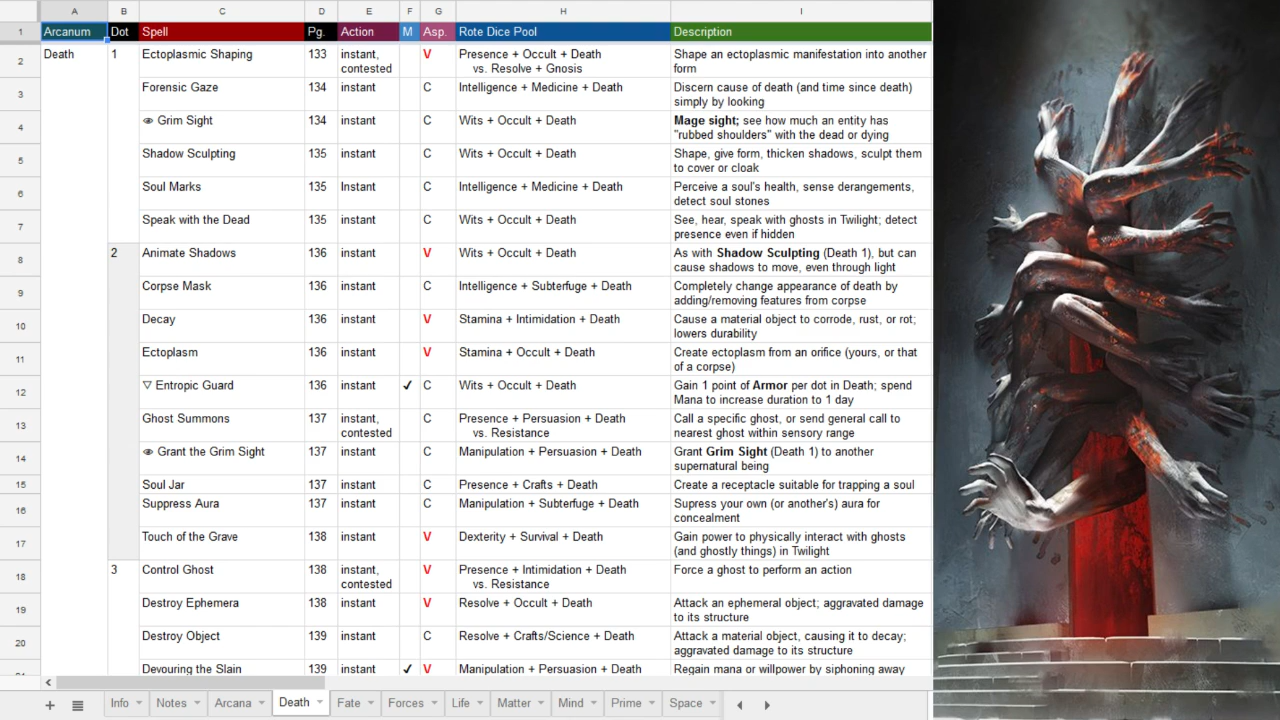 A B C D E F G H I
1 Arcanum Dot Spell Pg. Action M Asp. Rote Dice Pool Description
2 Death 1 Ectoplasmic Shaping 133 instant, V Presence + Occult + Death Shape an ectoplasmic manifestation into another
contested vs. Resolve + Gnosis form
3 Forensic Gaze 134 instant C Intelligence + Medicine + Death Discern cause of death (and time since death)
simply by looking
4 Grim Sight 134 instant C Wits + Occult + Death Mage sight; see how much an entity has
"rubbed shoulders" with the dead or dying
5 Shadow Sculpting 135 instant C Wits + Occult + Death Shape, give form, thicken shadows, sculpt them
to cover or cloak
6 Soul Marks 135 Instant C Intelligence + Medicine + Death Perceive a soul's health, sense derangements,
detect soul stones
7 Speak with the Dead 135 instant C Wits + Occult + Death See, hear, speak with ghosts in Twilight; detect
presence even if hidden
8 2 Animate Shadows 136 instant V Wits + Occult + Death As with Shadow Sculpting (Death 1), but can
cause shadows to move, even through light
9 Corpse Mask 136 instant C Intelligence + Subterfuge + Death Completely change appearance of death by
adding/removing features from corpse
10 Decay 136 instant V Stamina + Intimidation + Death Cause a material object to corrode, rust, or rot;
lowers durability
11 Ectoplasm 136 instant V Stamina + Occult + Death Create ectoplasm from an orifice (yours, or that
of a corpse)
12 ▽ Entropic Guard 136 instant ✓ C Wits + Occult + Death Gain 1 point of Armor per dot in Death; spend
Mana to increase duration to 1 day
13 Ghost Summons 137 instant, C Presence + Persuasion + Death Call a specific ghost, or send general call to
contested vs. Resistance nearest ghost within sensory range
14 Grant the Grim Sight 137 instant C Manipulation + Persuasion + Death Grant Grim Sight (Death 1) to another
supernatural being
15 Soul Jar 137 instant C Presence + Crafts + Death Create a receptacle suitable for trapping a soul
16 Suppress Aura 137 instant C Manipulation + Subterfuge + Death Supress your own (or another's) aura for
concealment
17 Touch of the Grave 138 instant V Dexterity + Survival + Death Gain power to physically interact with ghosts
(and ghostly things) in Twilight
18 3 Control Ghost 138 instant, V Presence + Intimidation + Death Force a ghost to perform an action
contested vs. Resistance
19 Destroy Ephemera 138 instant V Resolve + Occult + Death Attack an ephemeral object; aggravated damage
to its structure
20 Destroy Object 139 instant C Resolve + Crafts/Science + Death Attack a material object, causing it to decay;
aggravated damage to its structure
Devouring the Slain 139 instant ✓ V Manipulation + Persuasion + Death Regain mana or willpower by siphoning away
Info Notes Arcana Death Fate Forces Life Matter Mind Prime Space